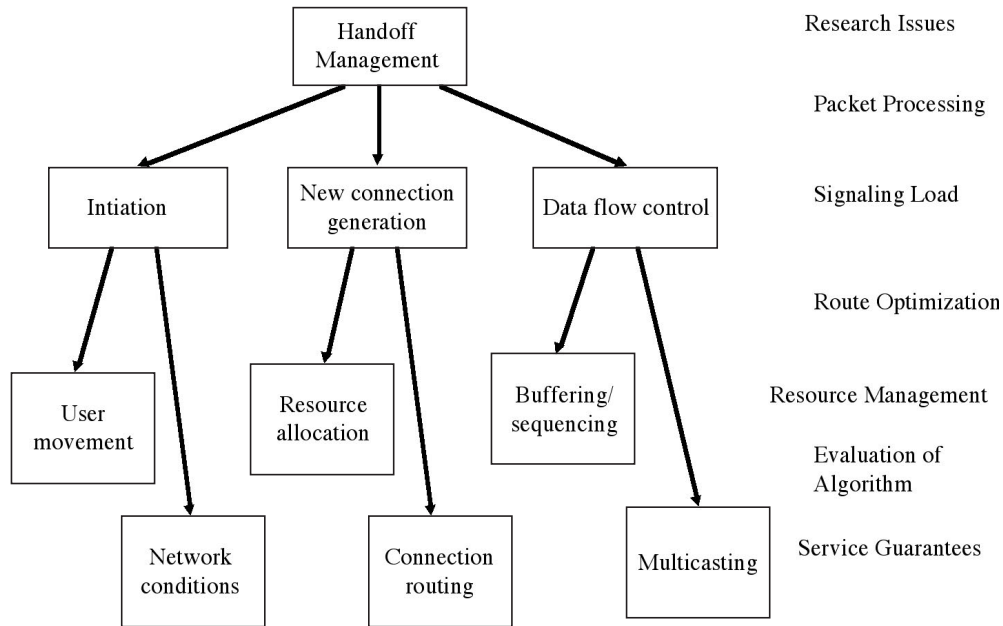 Handoff
Management
Intiation
New connection
generation
Data flow control
User
movement
Resource
allocation
Buffering/
sequencing
Network
conditions
Connection
routing
Multicasting
Research Issues
Packet Processing
Signaling Load
Route Optimization
Resource Management
Evaluation of
Algorithm
Service Guarantees